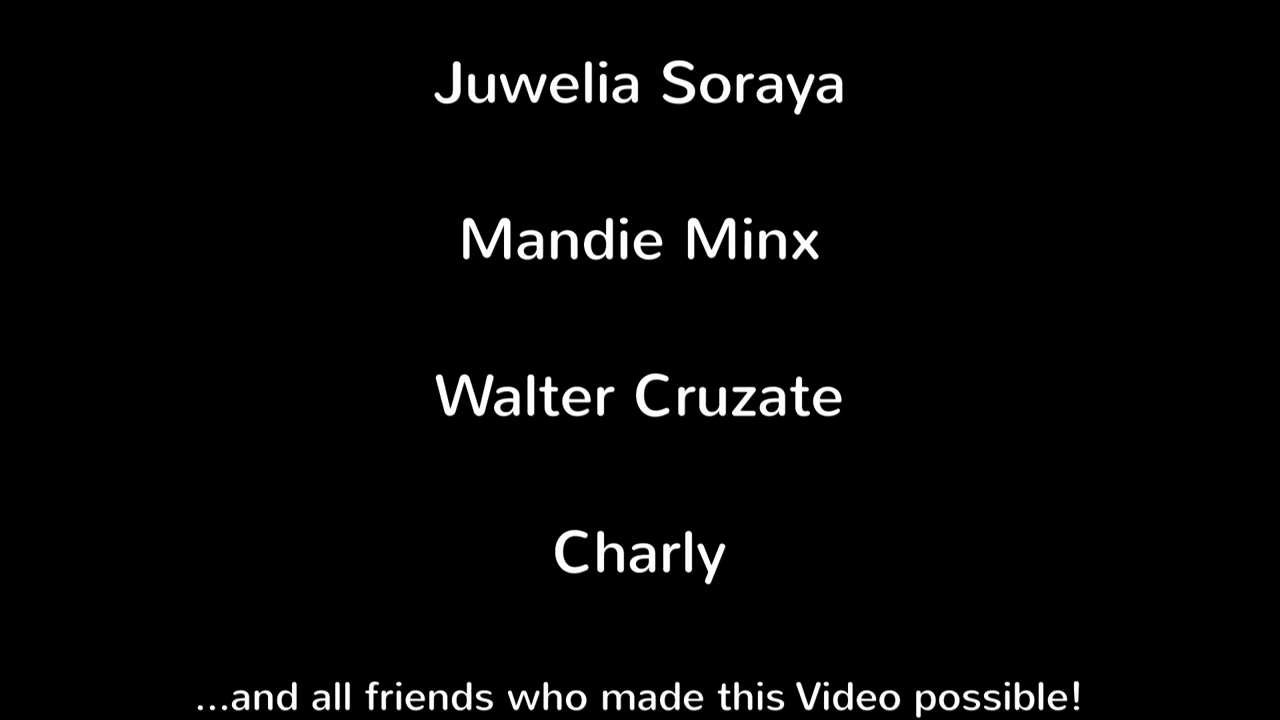 Juwelia Soraya
Mandie Minx
Walter Cruzate
Charly
...and all friends who made this Video possible!